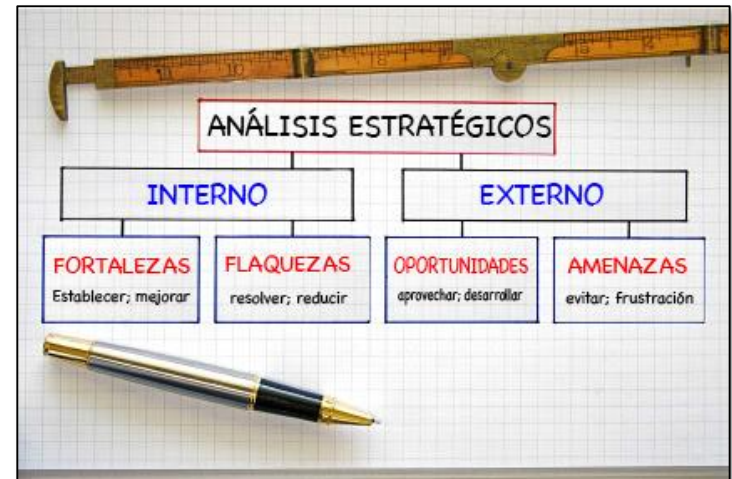 ANÁLISIS ESTRATÉGICOS
INTERNO
EXTERNO
FORTALEZAS
Establecer; mejorar
FLAQUEZAS
resolver; reducir
OPORTUNIDADES
aprovechar; desarrollar
AMENAZAS
evitar; frustración